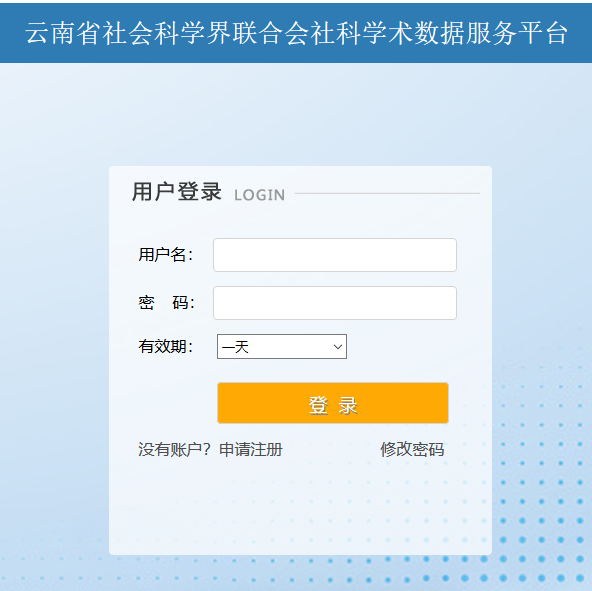 云南省社会科学界联合会社科学术数据服务平台
用户登录 LOGIN
用户名：
密 码：
有效期： 一天
登 录
没有账户？申请注册 修改密码